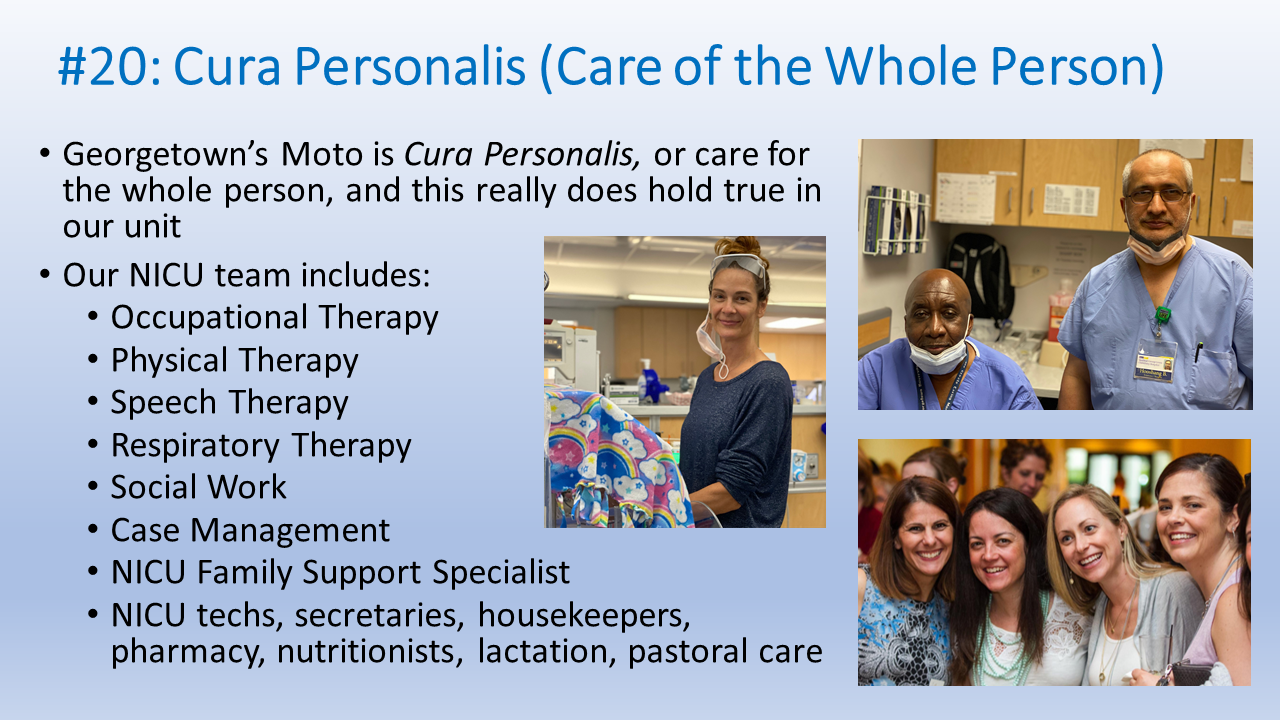 #20: Cura Personalis (Care of the Whole Person)
• Georgetown’s Moto is Cura Personalis, or care for
the whole person, and this really does hold true in
our unit
• Our NICU team includes:
• Occupational Therapy
• Physical Therapy
• Speech Therapy
• Respiratory Therapy
• Social Work
• Case Management
• NICU Family Support Specialist
• NICU techs, secretaries, housekeepers,
pharmacy, nutritionists, lactation, pastoral care